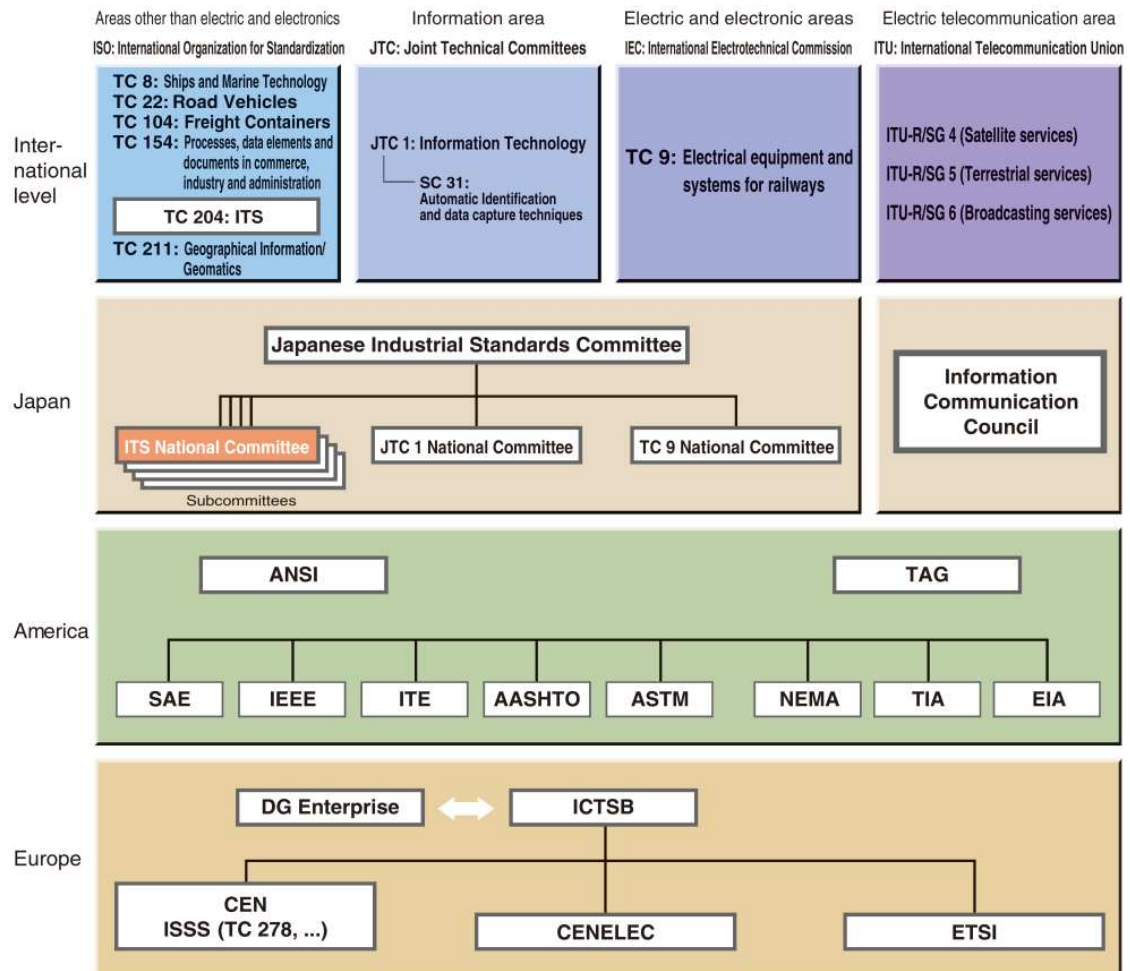 Areas other than electric and electronics
ISO: International Organization for Standardization
Information area
JTC: Joint Technical Committees
Electric and electronic areas
IEC: International Electrotechnical Commission
Electric telecommunication area
ITU: International Telecommunication Union
Inter-
national
level
TC 8: Ships and Marine Technology
TC 22: Road Vehicles
TC 104: Freight Containers
TC 154: Processes, data elements and
documents in commerce,
industry and administration
TC 204: ITS
TC 211: Geographical Information/
Geomatics
JTC 1: Information Technology
SC 31:
Automatic Identification
and data capture techniques
TC 9: Electrical equipment and
systems for railways
ITU-R/SG 4 (Satellite services)
ITU-R/SG 5 (Terrestrial services)
ITU-R/SG 6 (Broadcasting services)
Japan
Japanese Industrial Standards Committee
ITS National Committee
Subcommittees
JTC 1 National Committee
TC 9 National Committee
Information
Communication
Council
America
ANSI
TAG
SAE
IEEE
ITE
AASHTO
ASTM
NEMA
TIA
EIA
Europe
DG Enterprise
ICTSB
CEN
ISSS (TC 278, ...)
CENELEC
ETSI